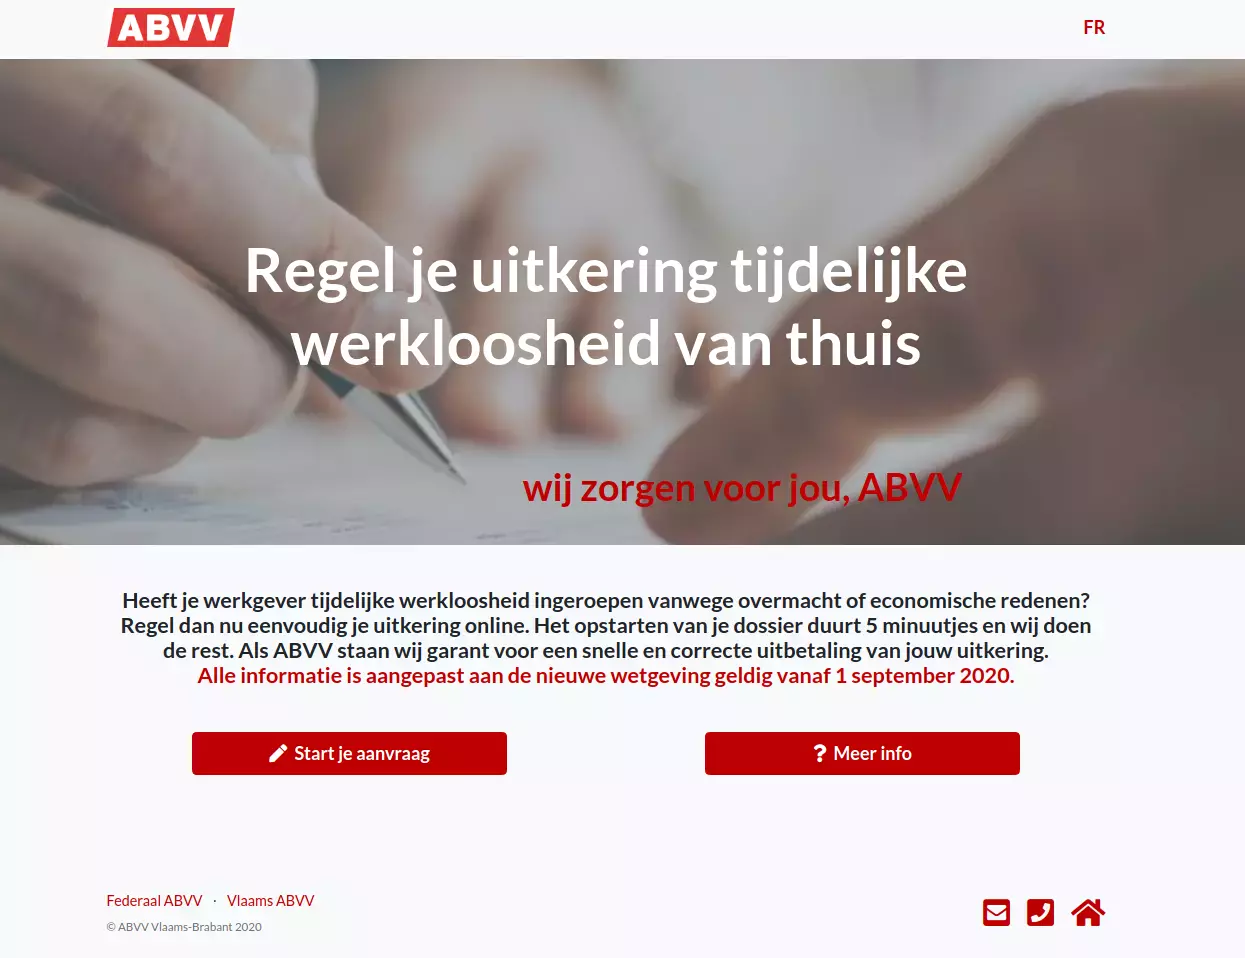 ABVV
FR
Regel je uitkering tijdelijke
werkloosheid van thuis
wij zorgen voor jou, ABVV
Heeft je werkgever tijdelijke werkloosheid ingeroepen vanwege overmacht of economische redenen?
Regel dan nu eenvoudig je uitkering online. Het opstarten van je dossier duurt 5 minuutjes en wij doen
de rest. Als ABVV staan wij garant voor een snelle en correcte uitbetaling van jouw uitkering.
Alle informatie is aangepast aan de nieuwe wetgeving geldig vanaf 1 september 2020.
Start je aanvraag
? Meer info
Federaal ABVV · Vlaams ABVV
© ABVV Vlaams-Brabant 2020